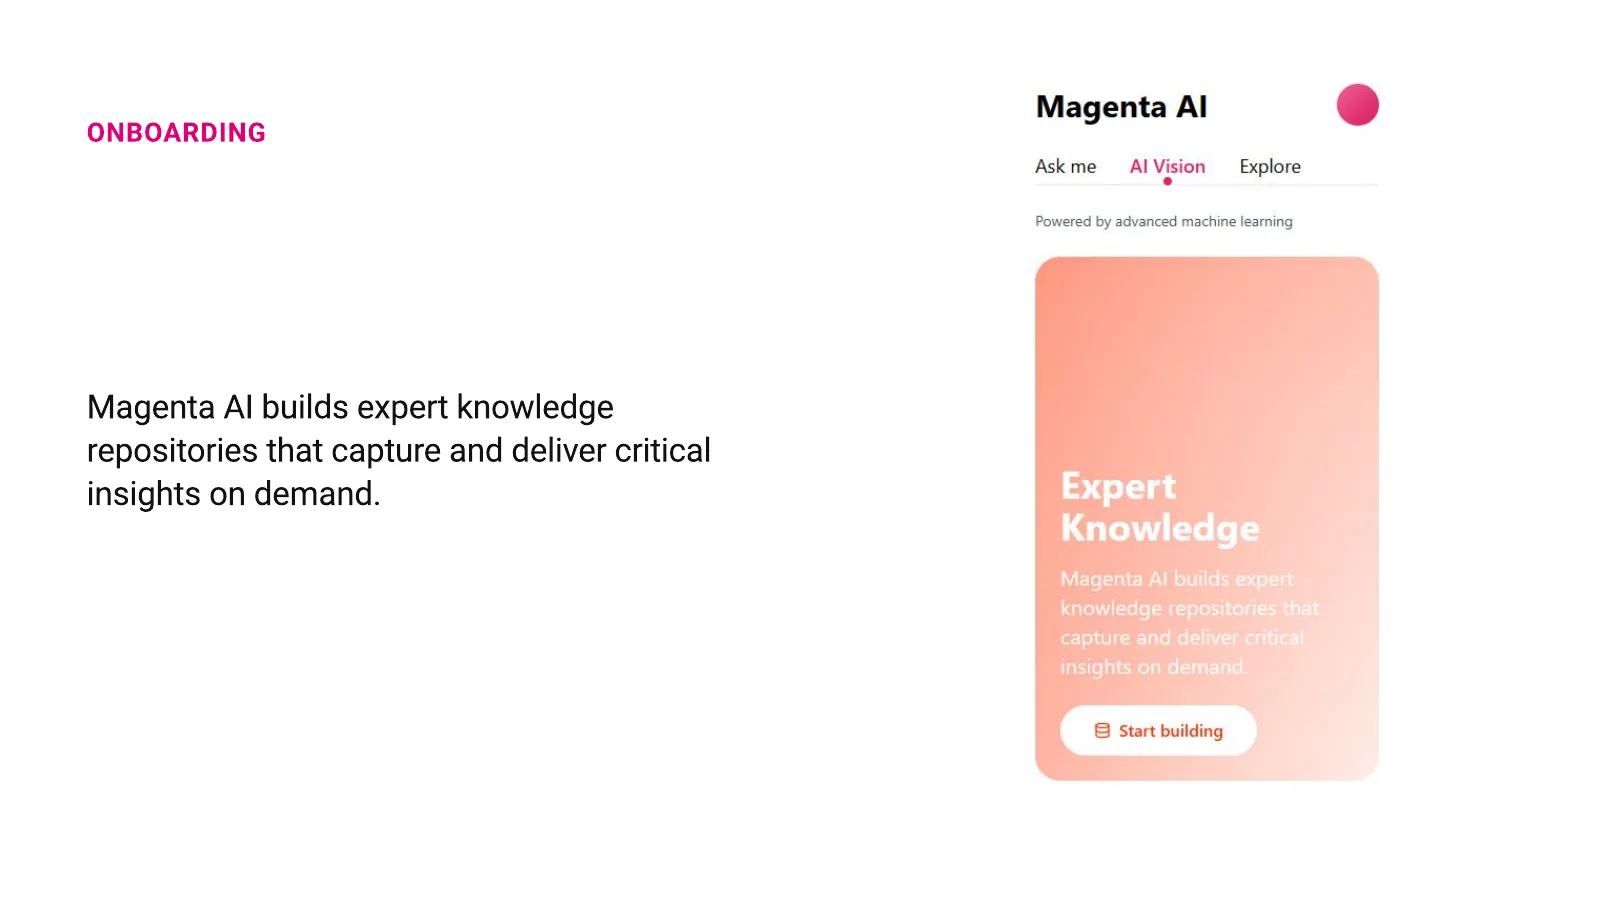 ONBOARDING
Magenta AI builds expert knowledge
repositories that capture and deliver critical
insights on demand.
Magenta AI
Ask me AI Vision Explore
Powered by advanced machine learning
Expert
Knowledge
Magenta AI builds expert
knowledge repositories that
capture and deliver critical
insights on demand.
Start building